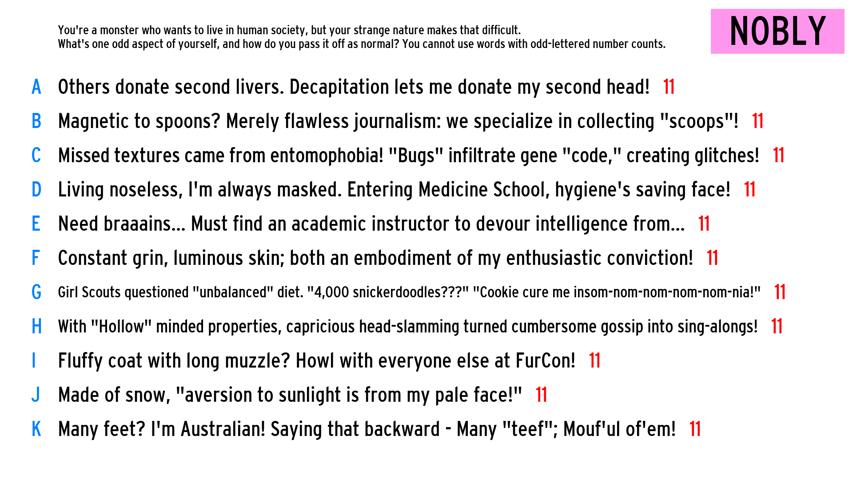 You're a monster who wants to live in human society, but your strange nature makes that difficult.
What's one odd aspect of yourself, and how do you pass it off as normal? You cannot use words with odd-lettered number counts.
NOBLY
A Others donate second livers. Decapitation lets me donate my second head! 11
B Magnetic to spoons? Merely flawless journalism: we specialize in collecting "scoops"! 11
C Missed textures came from entomophobia! "Bugs" infiltrate gene "code," creating glitches! 11
D Living noseless, I'm always masked. Entering Medicine School, hygiene's saving face! 11
E Need braaains... Must find an academic instructor to devour intelligence from... 11
F Constant grin, luminous skin; both an embodiment of my enthusiastic conviction! 11
G Girl Scouts questioned "unbalanced" diet. "4,000 snickerdoodles???" "Cookie cure me insom-nom-nom-nom-nom-nia!" 11
H With "Hollow" minded properties, capricious head-slamming turned cumbersome gossip into sing-alongs! 11
I Fluffy coat with long muzzle? Howl with everyone else at FurCon! 11
J Made of snow, "aversion to sunlight is from my pale face!" 11
K Many feet? I'm Australian! Saying that backward - Many "teef"; Mouf'ul of'em! 11